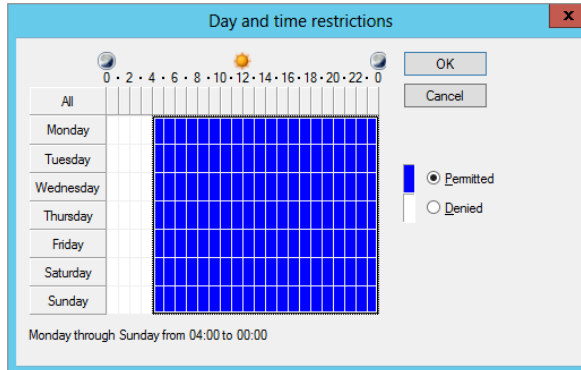 Day and time restrictions
x
0 · 2 · 4 · 6 · 8 · 10 · 12 · 14 · 16 · 18 · 20 · 22 · 0
OK
Cancel
All
Monday
Tuesday
Wednesday
Thursday
Friday
Saturday
Sunday
Permitted
Denied
Monday through Sunday from 04:00 to 00:00